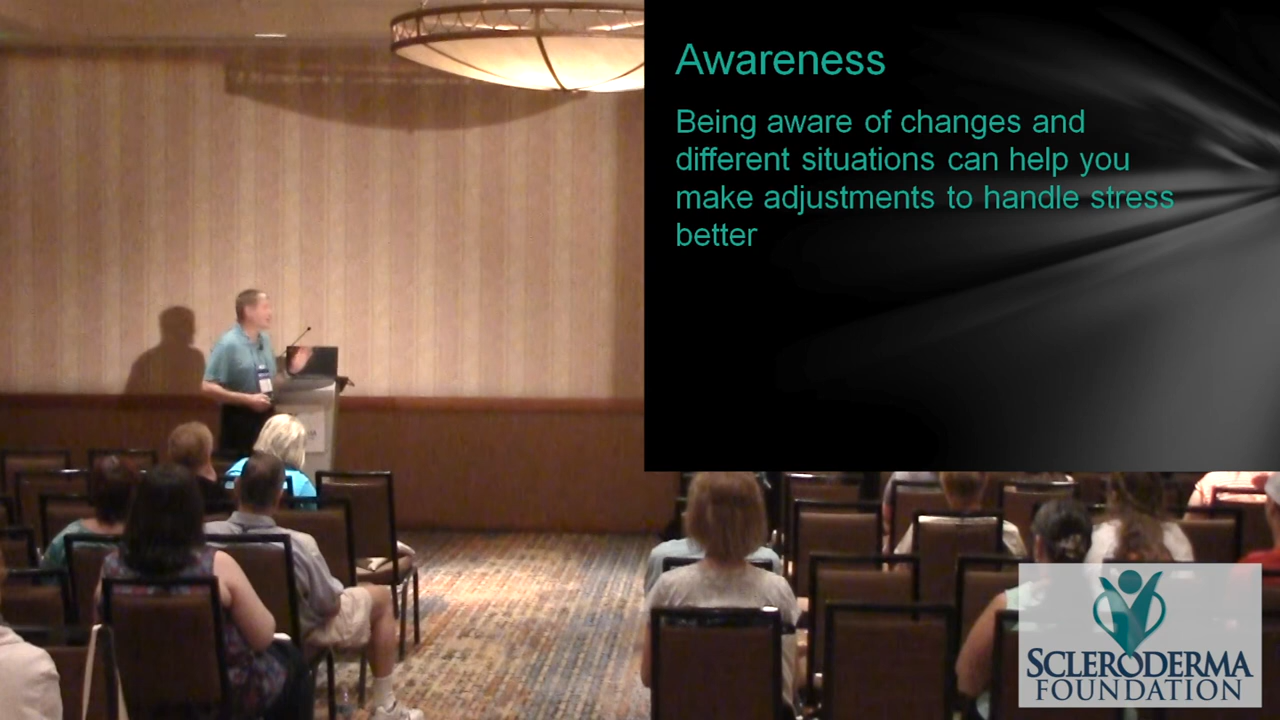 Awareness
Being aware of changes and
different situations can help you
make adjustments to handle stress
better
SCLERODERMA
FOUNDATION